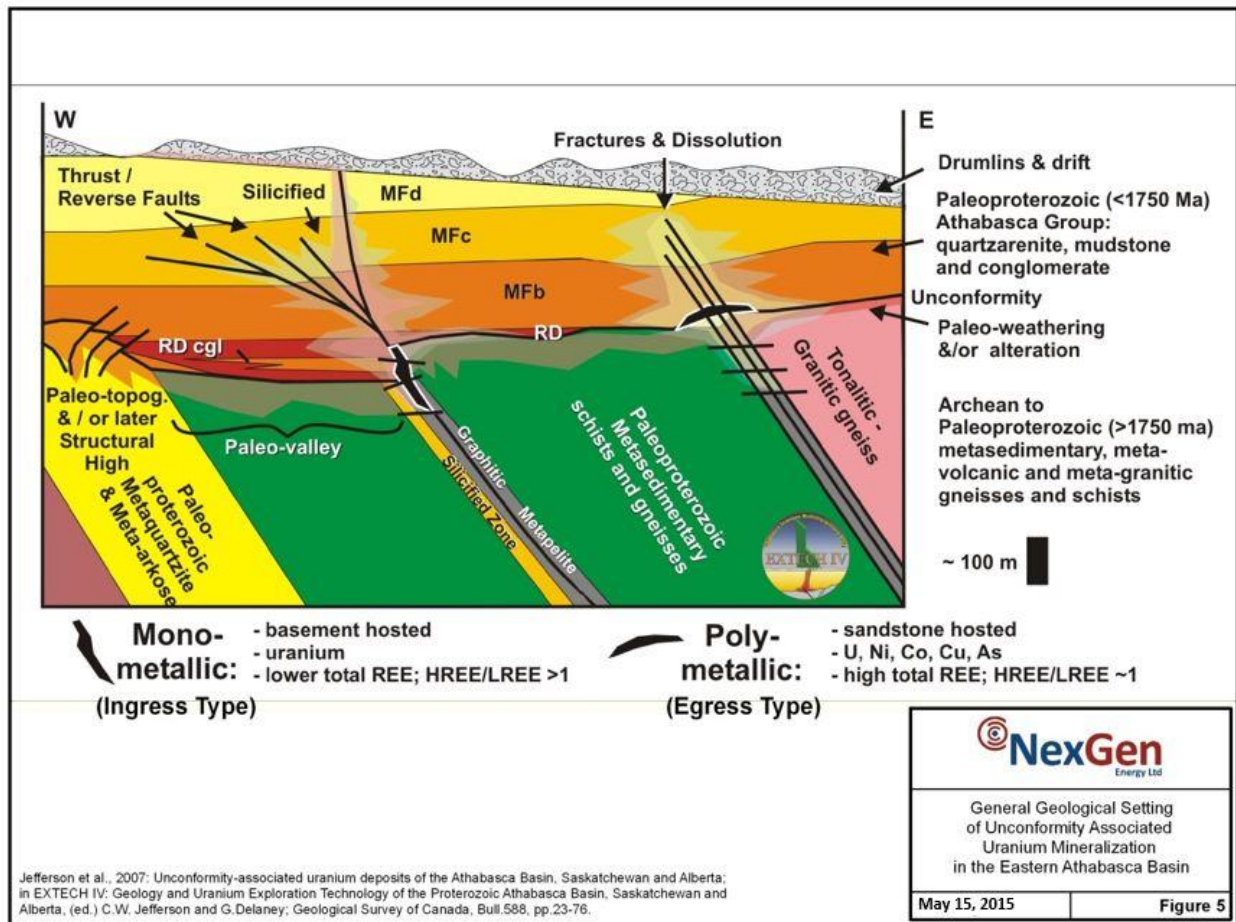 W
E
Fractures & Dissolution
Drumlins & drift
Thrust /
Reverse Faults
Silicified
MFd
MFc
MFb
Paleoproterozoic (<1750 Ma)
Athabasca Group:
quartzarenite, mudstone
and conglomerate
Unconformity
Paleo-weathering
&/or alteration
RD
RD cgl
Paleo-topog.
& / or later
Structural
High
Paleo-valley
Paleo-
proterozoic
Metaquartzite
& Meta-arkose
Silicified Zone
Graphitic
Metapelite
Paleoproterozoic
Metasedimentary
schists and gneisses
Tonalitic -
Granitic gneiss
Archean to
Paleoproterozoic (>1750 ma)
metasedimentary, meta-
volcanic and meta-granitic
gneisses and schists
~ 100 m
EXTECH IV
Mono-
metallic:
(Ingress Type)
- basement hosted
- uranium
- lower total REE; HREE/LREE >1
Poly-
metallic:
(Egress Type)
- sandstone hosted
- U, Ni, Co, Cu, As
- high total REE; HREE/LREE ~1
NexGen
Energy Ltd
General Geological Setting
of Unconformity Associated
Uranium Mineralization
in the Eastern Athabasca Basin
May 15, 2015
Figure 5
Jefferson et al., 2007: Unconformity-associated uranium deposits of the Athabasca Basin, Saskatchewan and Alberta;
in EXTECH IV: Geology and Uranium Exploration Technology of the Proterozoic Athabasca Basin, Saskatchewan and
Alberta, (ed.) C.W. Jefferson and G.Delaney; Geological Survey of Canada, Bull.588, pp.23-76.